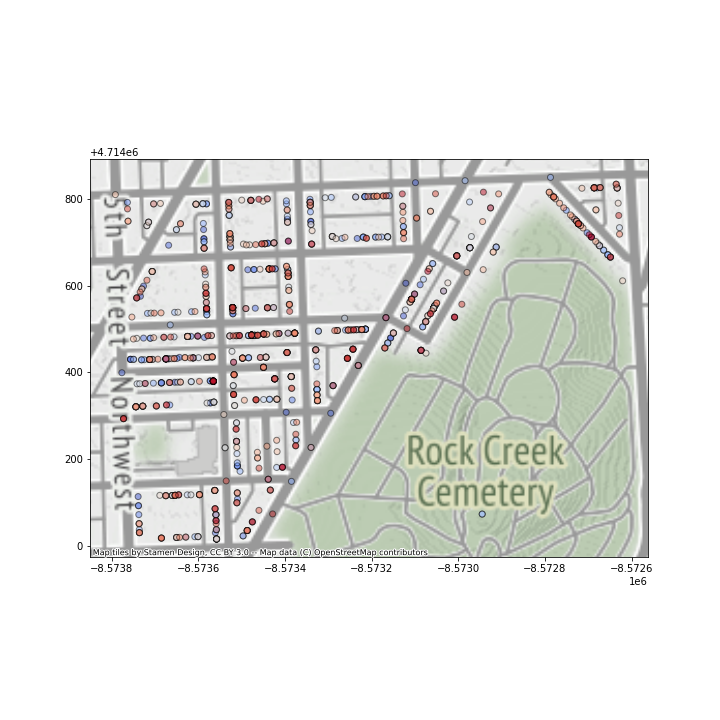 +4.714e6
800
600
400
200
0
5th Street Northwest
Rock Creek
Cemetery
Map tiles by Stamen Design, CC BY 3.0 -- Map data (C) OpenStreetMap contributors
−8.5738 −8.5736 −8.5734 −8.5732 −8.5730 −8.5728 −8.5726
1e6